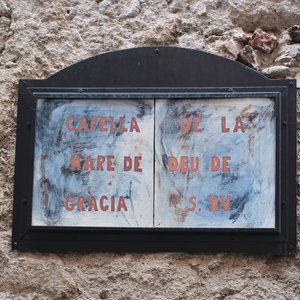 CAPELLA DE LA
MARE DE DEU DE
GRÀCIA S. XV